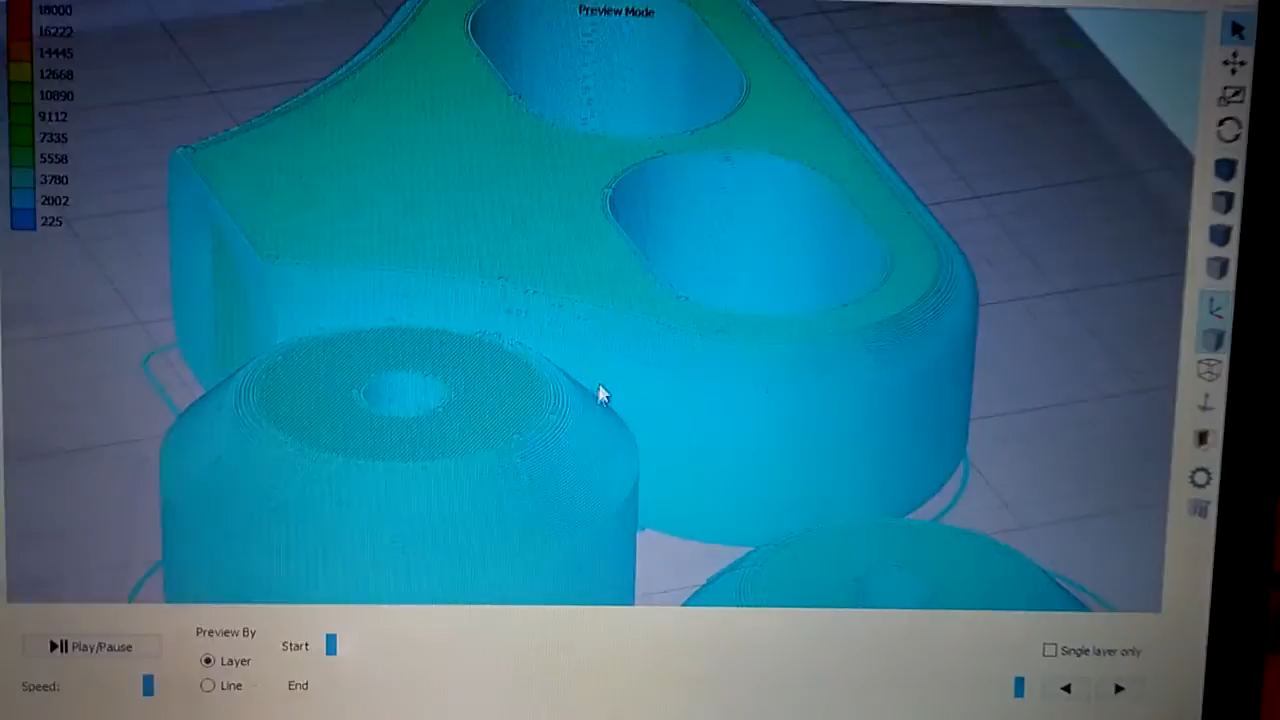 Preview Mode
18000
16222
14445
12668
10890
9112
7335
5558
3780
2002
225
Play/Pause
Speed:
Preview By
Layer
Line
Start
End
Single layer only